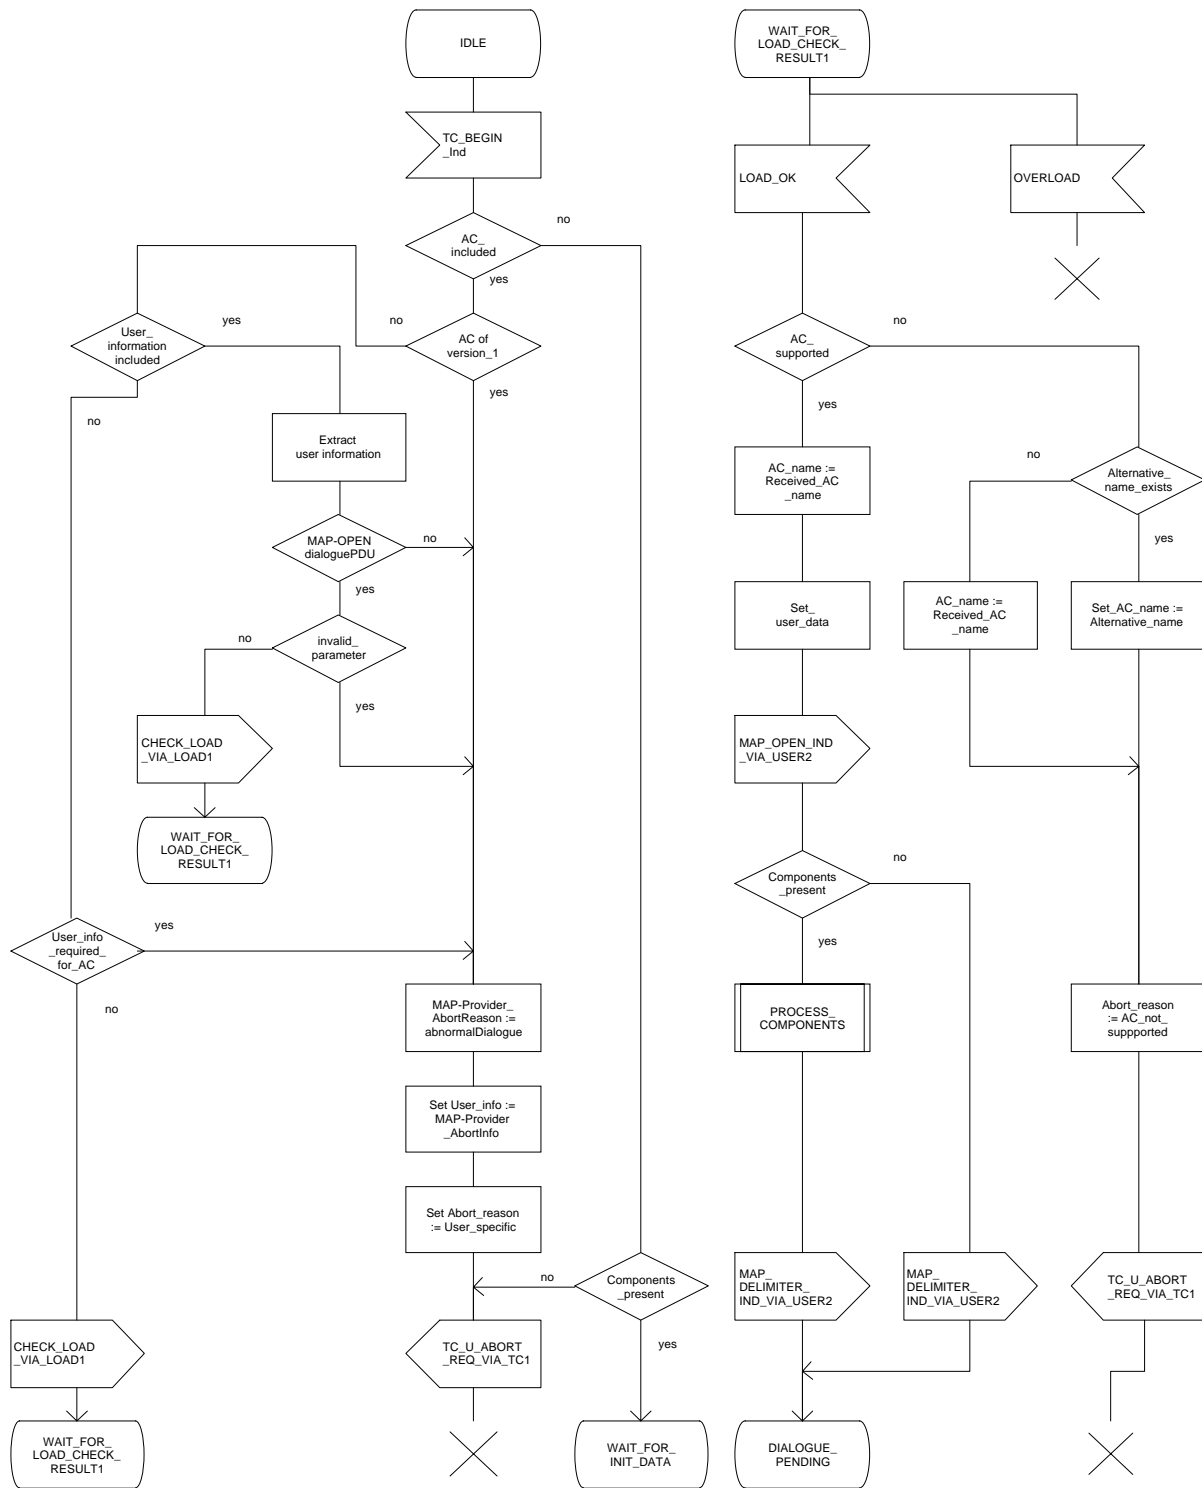 IDLE
TC_BEGIN
_Ind
no
AC_
included
yes
no
AC of
version_1
yes
User_
information
included
yes
no
Extract
user information
MAP-OPEN
dialoguePDU
no
yes
invalid_
parameter
no
yes
CHECK_LOAD
_VIA_LOAD1
WAIT_FOR_
LOAD_CHECK_
RESULT1
User_info
_required_
for_AC
yes
no
MAP-Provider_
AbortReason :=
abnormalDialogue
Set User_info :=
MAP-Provider
_AbortInfo
Set Abort_reason
:= User_specific
no
Components
_present
yes
TC_U_ABORT
_REQ_VIA_TC1
CHECK_LOAD
_VIA_LOAD1
WAIT_FOR_
LOAD_CHECK_
RESULT1
WAIT_FOR_
INIT_DATA
WAIT_FOR_
LOAD_CHECK_
RESULT1
LOAD_OK
OVERLOAD
AC_
supported
no
yes
AC_name :=
Received_AC
_name
no
Alternative_
name_exists
yes
Set_
user_data
AC_name :=
Received_AC
_name
Set_AC_name :=
Alternative_name
MAP_OPEN_IND
_VIA_USER2
Components
_present
no
yes
PROCESS_
COMPONENTS
Abort_reason
:= AC_not_
suppported
MAP_
DELIMITER_
IND_VIA_USER2
MAP_
DELIMITER_
IND_VIA_USER2
TC_U_ABORT
_REQ_VIA_TC1
DIALOGUE_
PENDING